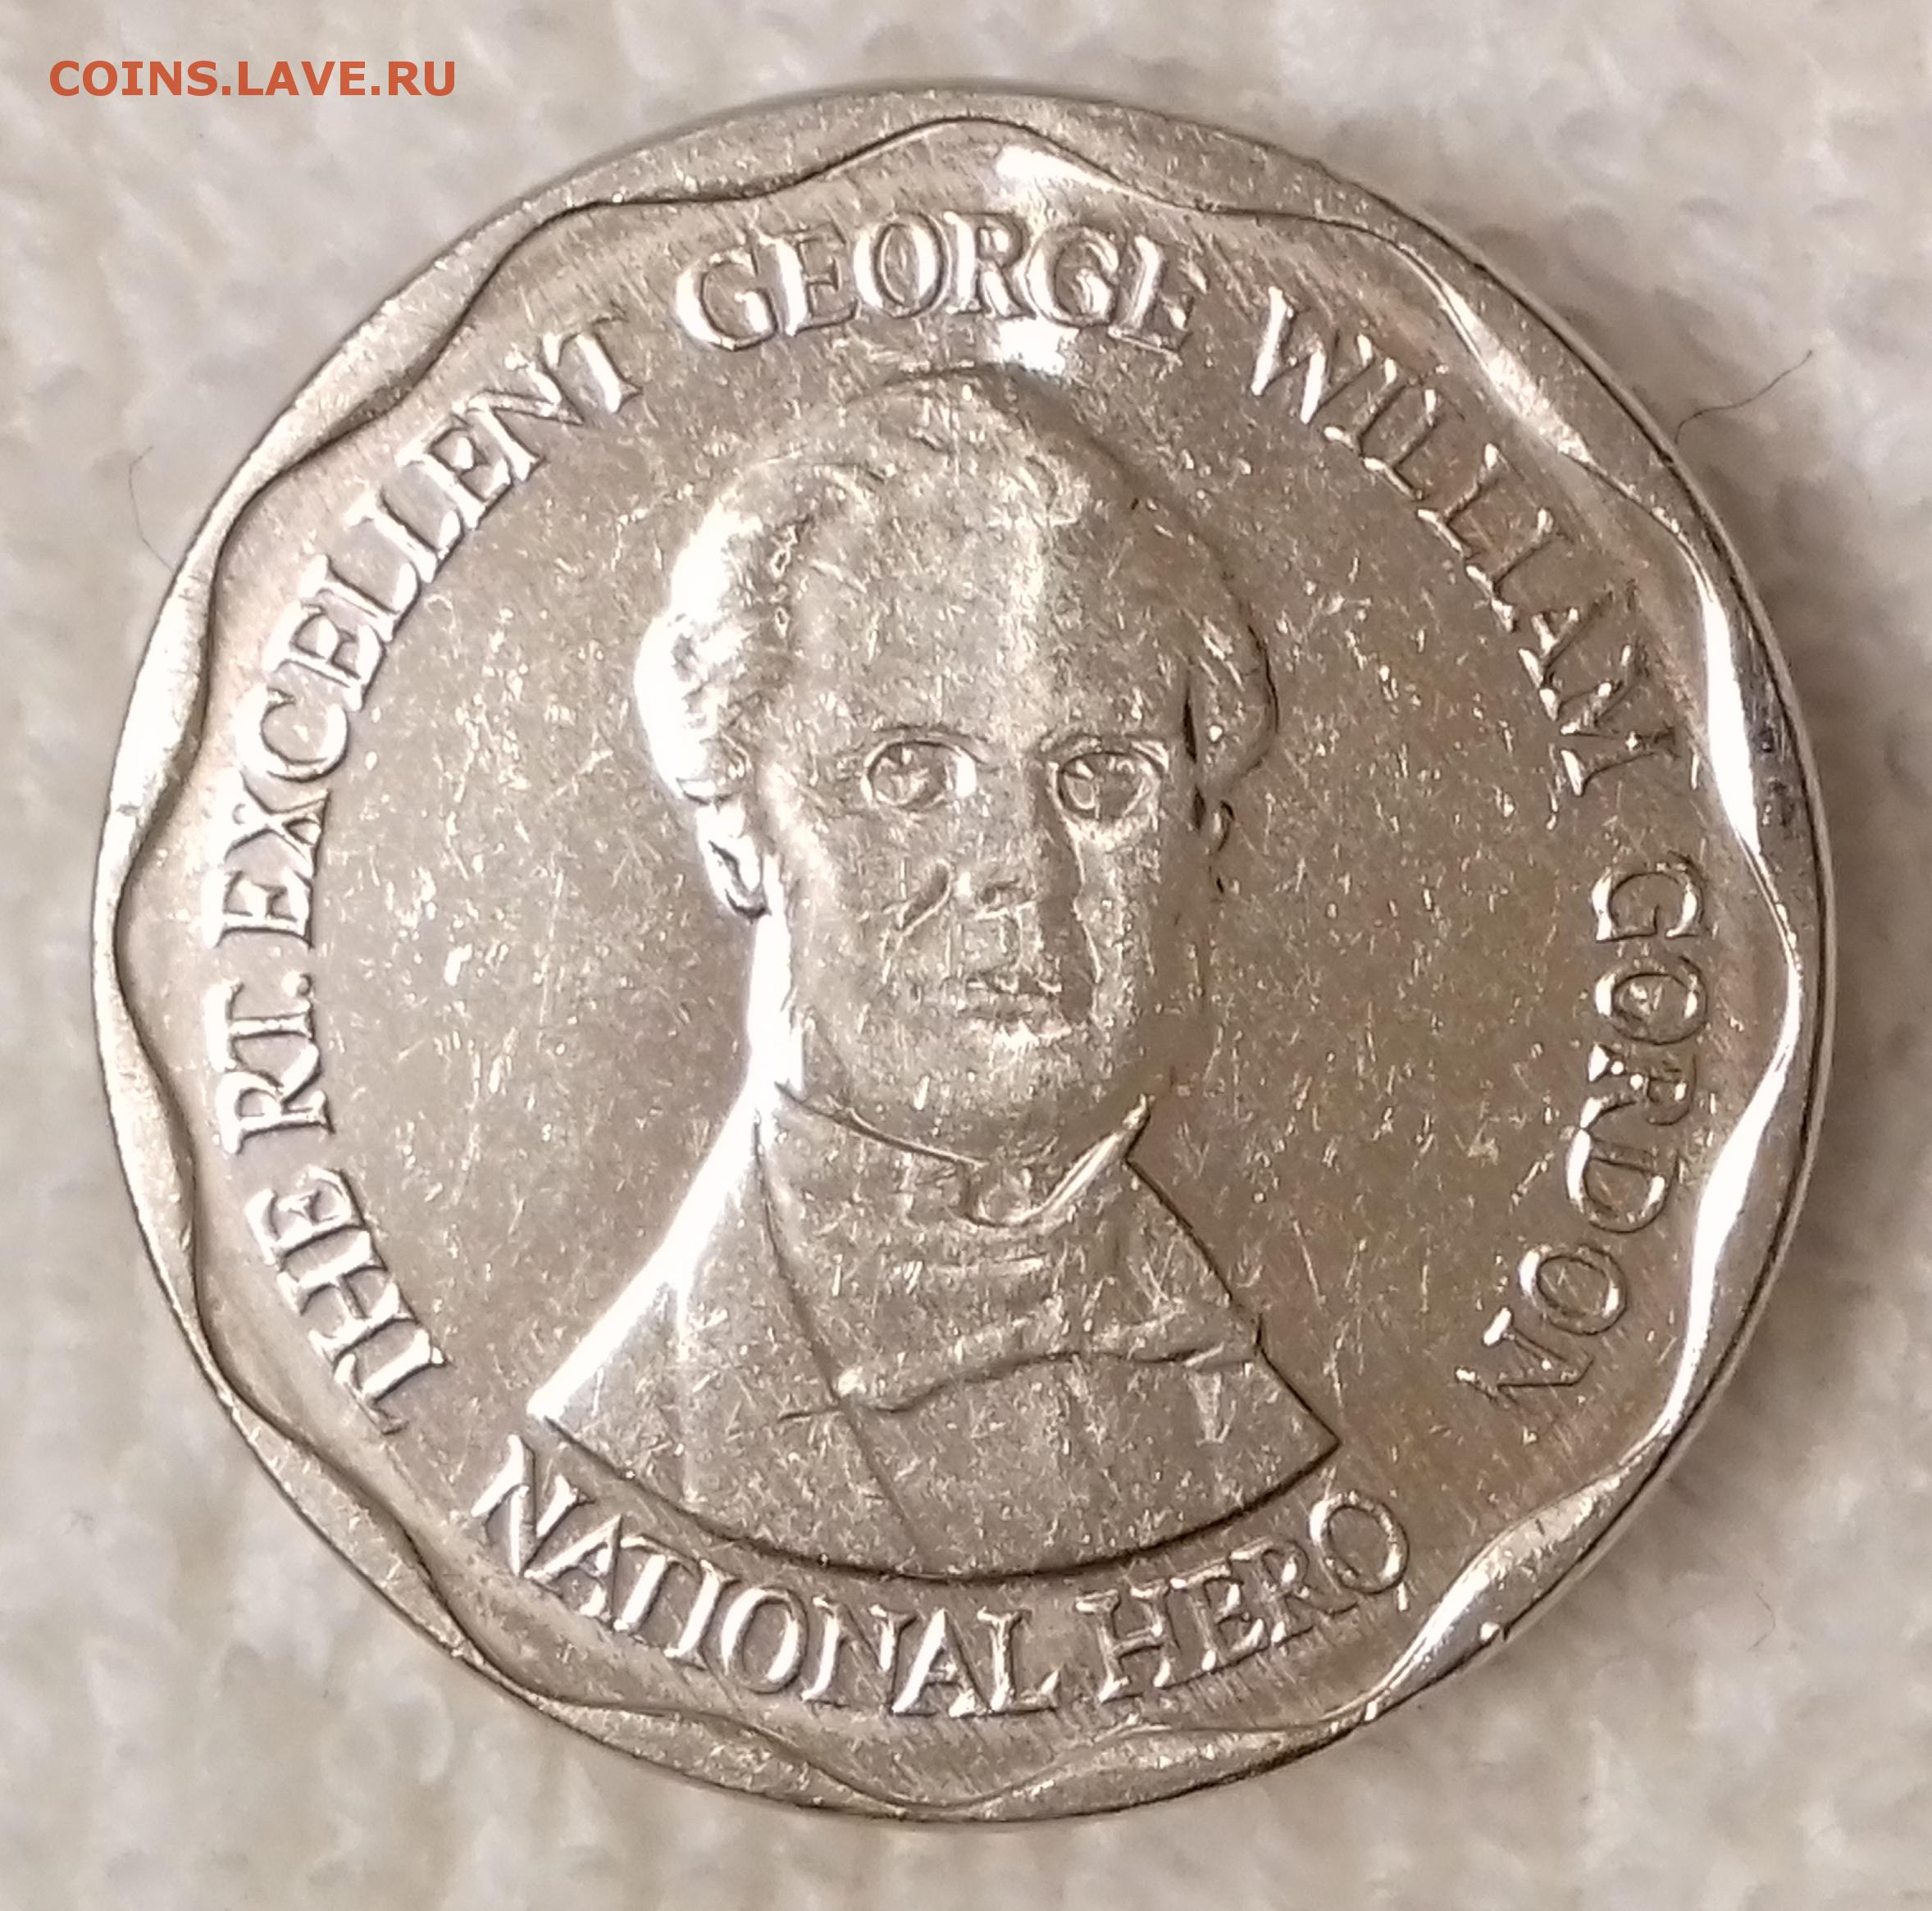 COINS.LAVE.RU
THE RT. EXCELLENT GEORGE WILLIAM GORDON
NATIONAL HERO